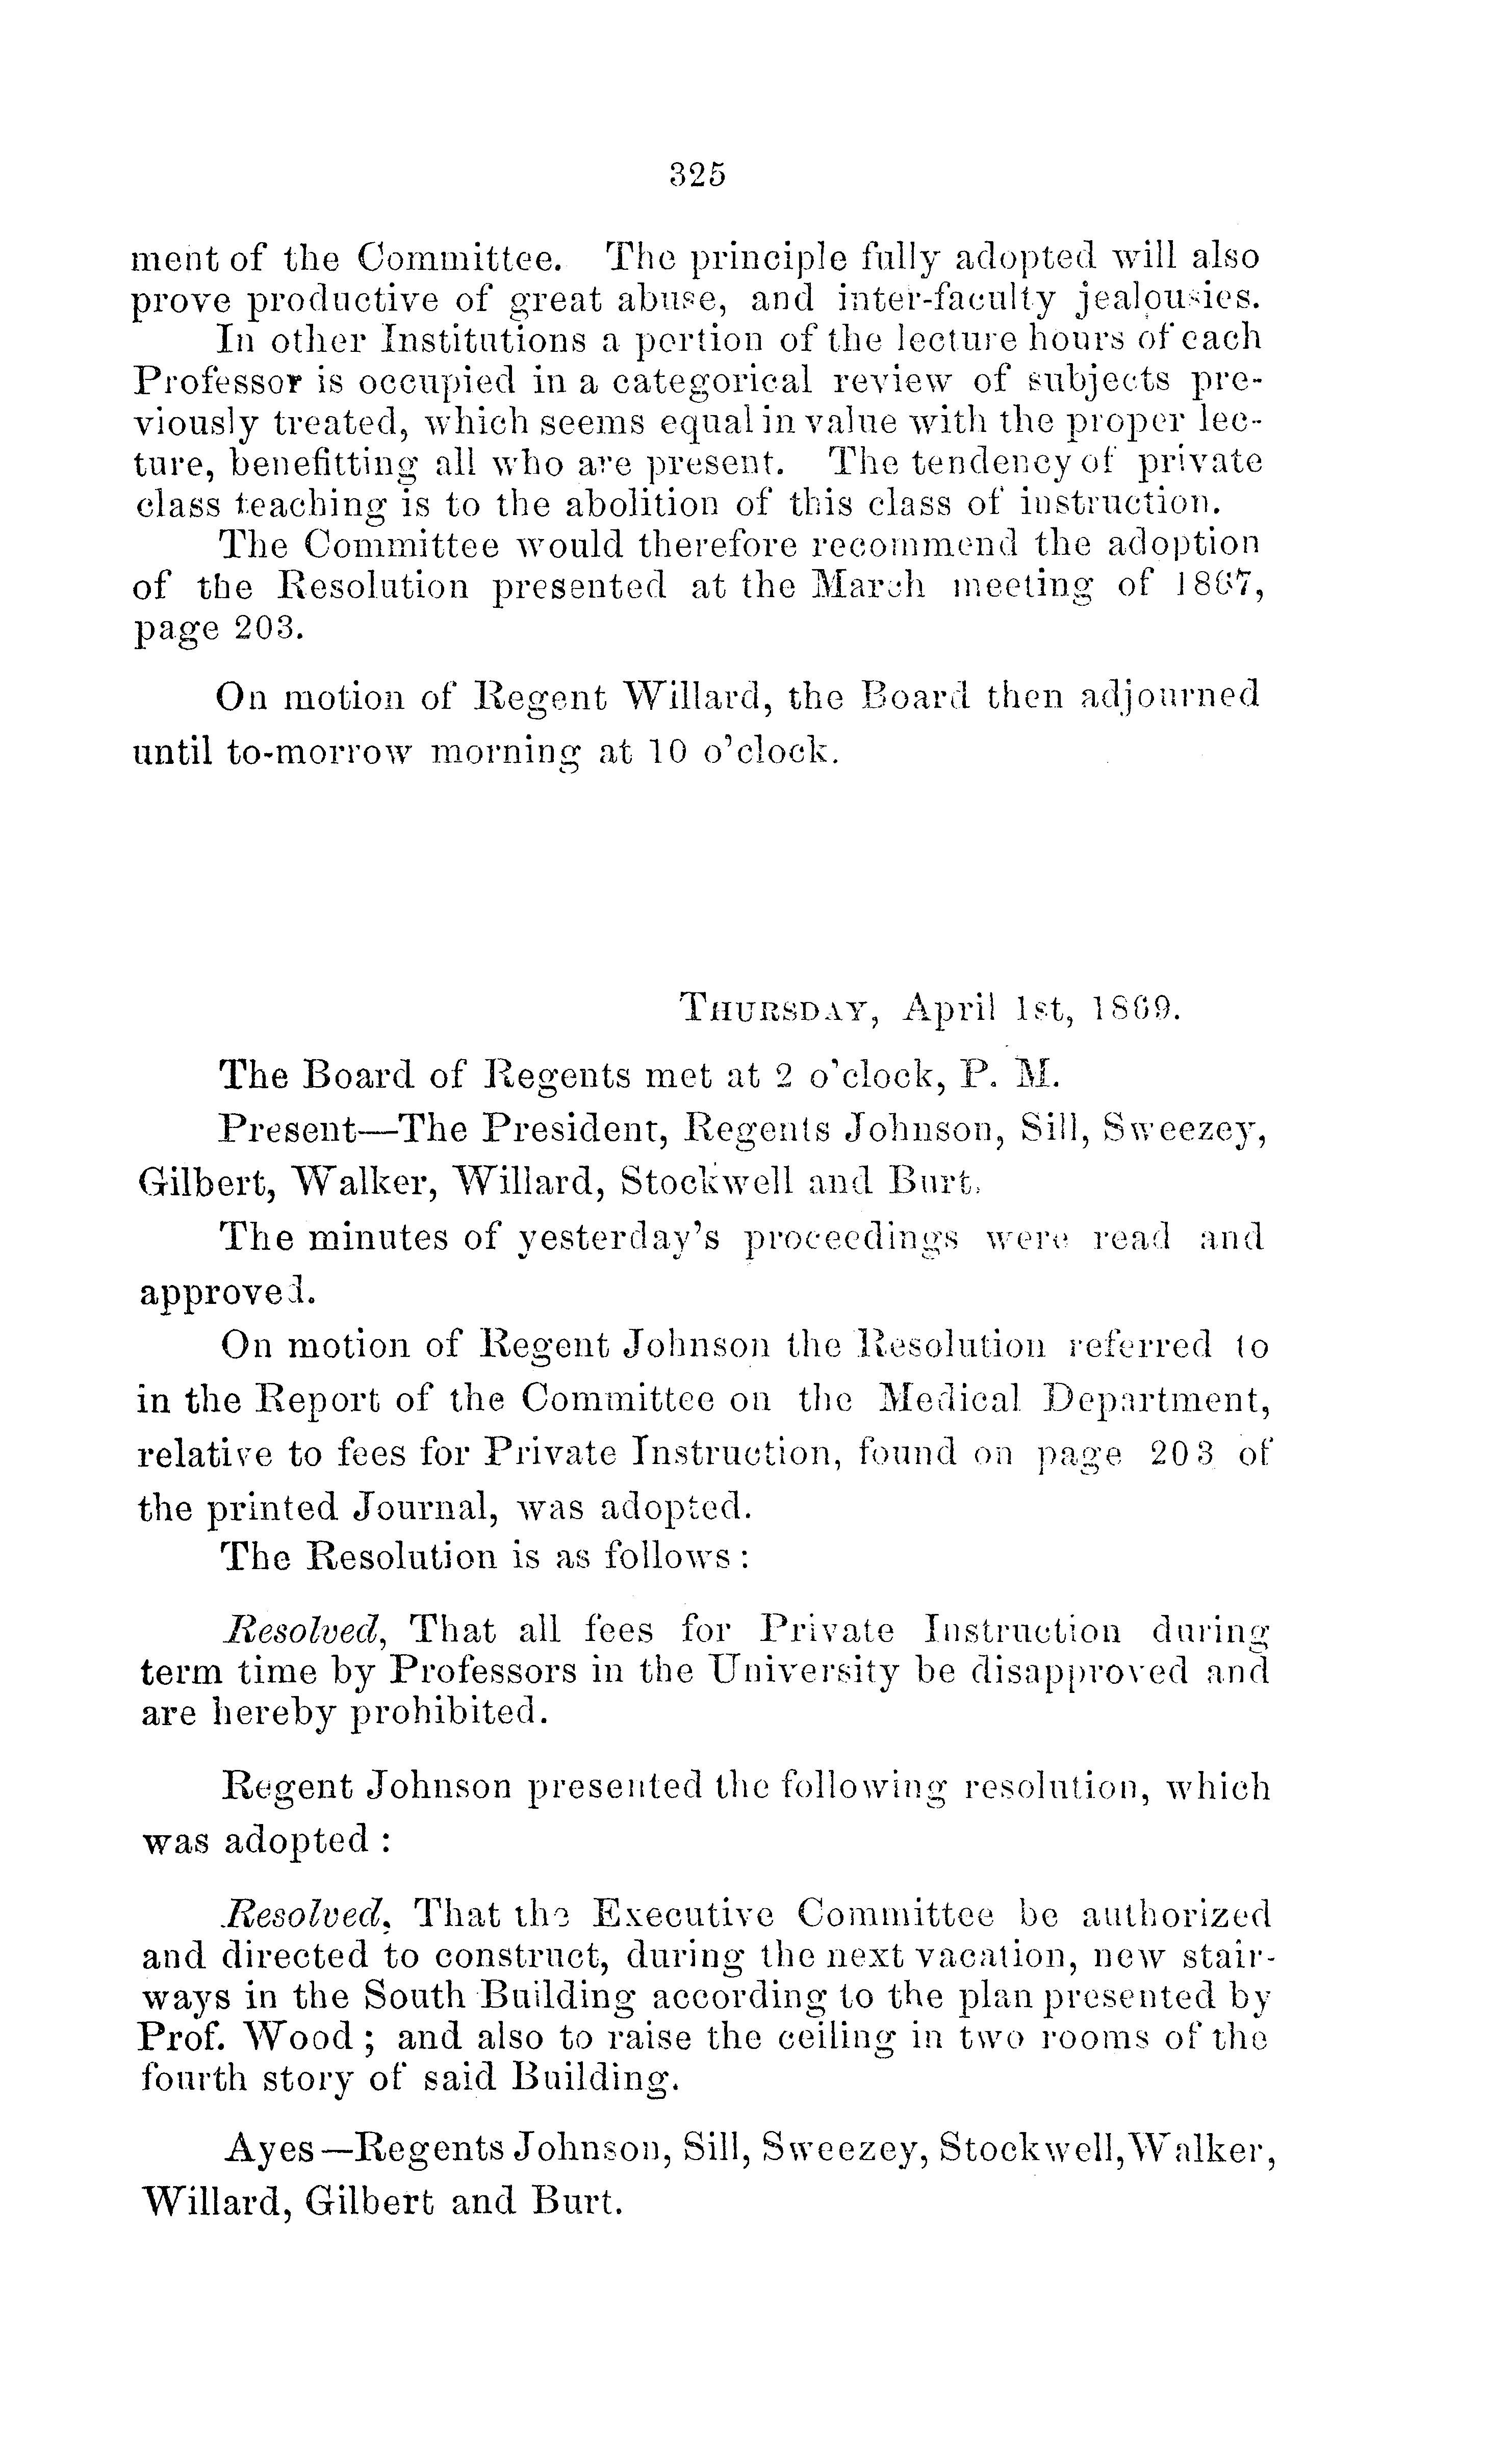 325
ment of the Committee. The principle fully adopted will also
prove productive of great abuse, and inter-faculty jealousies.
In other Institutions a portion of the lecture hours of each
Professor is occupied in a categorical review of subjects pre-
viously treated, which seems equal in value with the proper lec-
ture, benefitting all who are present. The tendency of private
class teaching is to the abolition of this class of instruction.
The Committee would therefore recommend the adoption
of the Resolution presented at the March meeting of 1867,
page 203.
On motion of Regent Willard, the Board then adjourned
until to-morrow morning at 10 o'clock.
THURSDAY, April 1st, 1869.
The Board of Regents met at 2 o'clock, P. M.
Present—The President, Regents Johnson, Sill, Sweezey,
Gilbert, Walker, Willard, Stockwell and Burt.
The minutes of yesterday's proceedings were read and
approved.
On motion of Regent Johnson the Resolution referred to
in the Report of the Committee on the Medical Department,
relative to fees for Private Instruction, found on page 203 of
the printed Journal, was adopted.
The Resolution is as follows:
Resolved, That all fees for Private Instruction during
term time by Professors in the University be disapproved and
are hereby prohibited.
Regent Johnson presented the following resolution, which
was adopted:
Resolved, That the Executive Committee be authorized
and directed to construct, during the next vacation, new stair-
ways in the South Building according to the plan presented by
Prof. Wood; and also to raise the ceiling in two rooms of the
fourth story of said Building.
Ayes—Regents Johnson, Sill, Sweezey, Stockwell, Walker,
Willard, Gilbert and Burt.